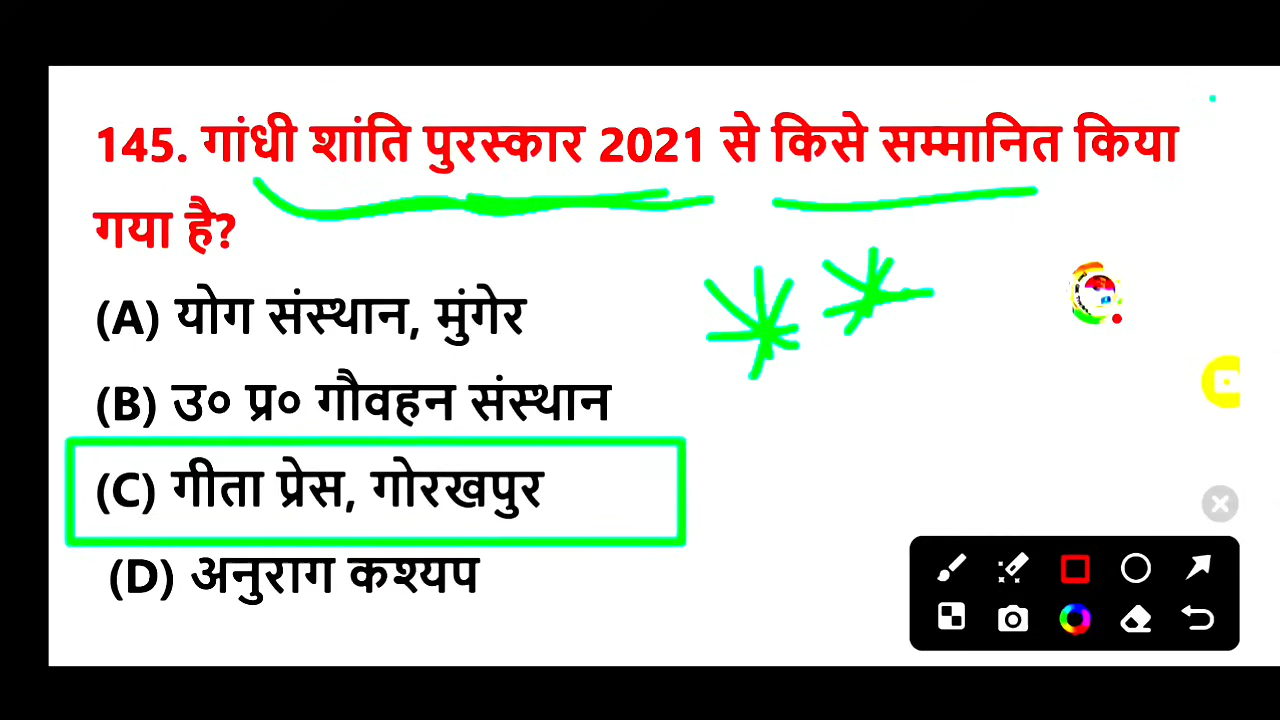 145. गांधी शांति पुरस्कार 2021 से किसे सम्मानित किया
गया है?
(A) योग संस्थान, मुंगेर
(B) उ० प्र० गौवहन संस्थान
(C) गीता प्रेस, गोरखपुर
(D) अनुराग कश्यप